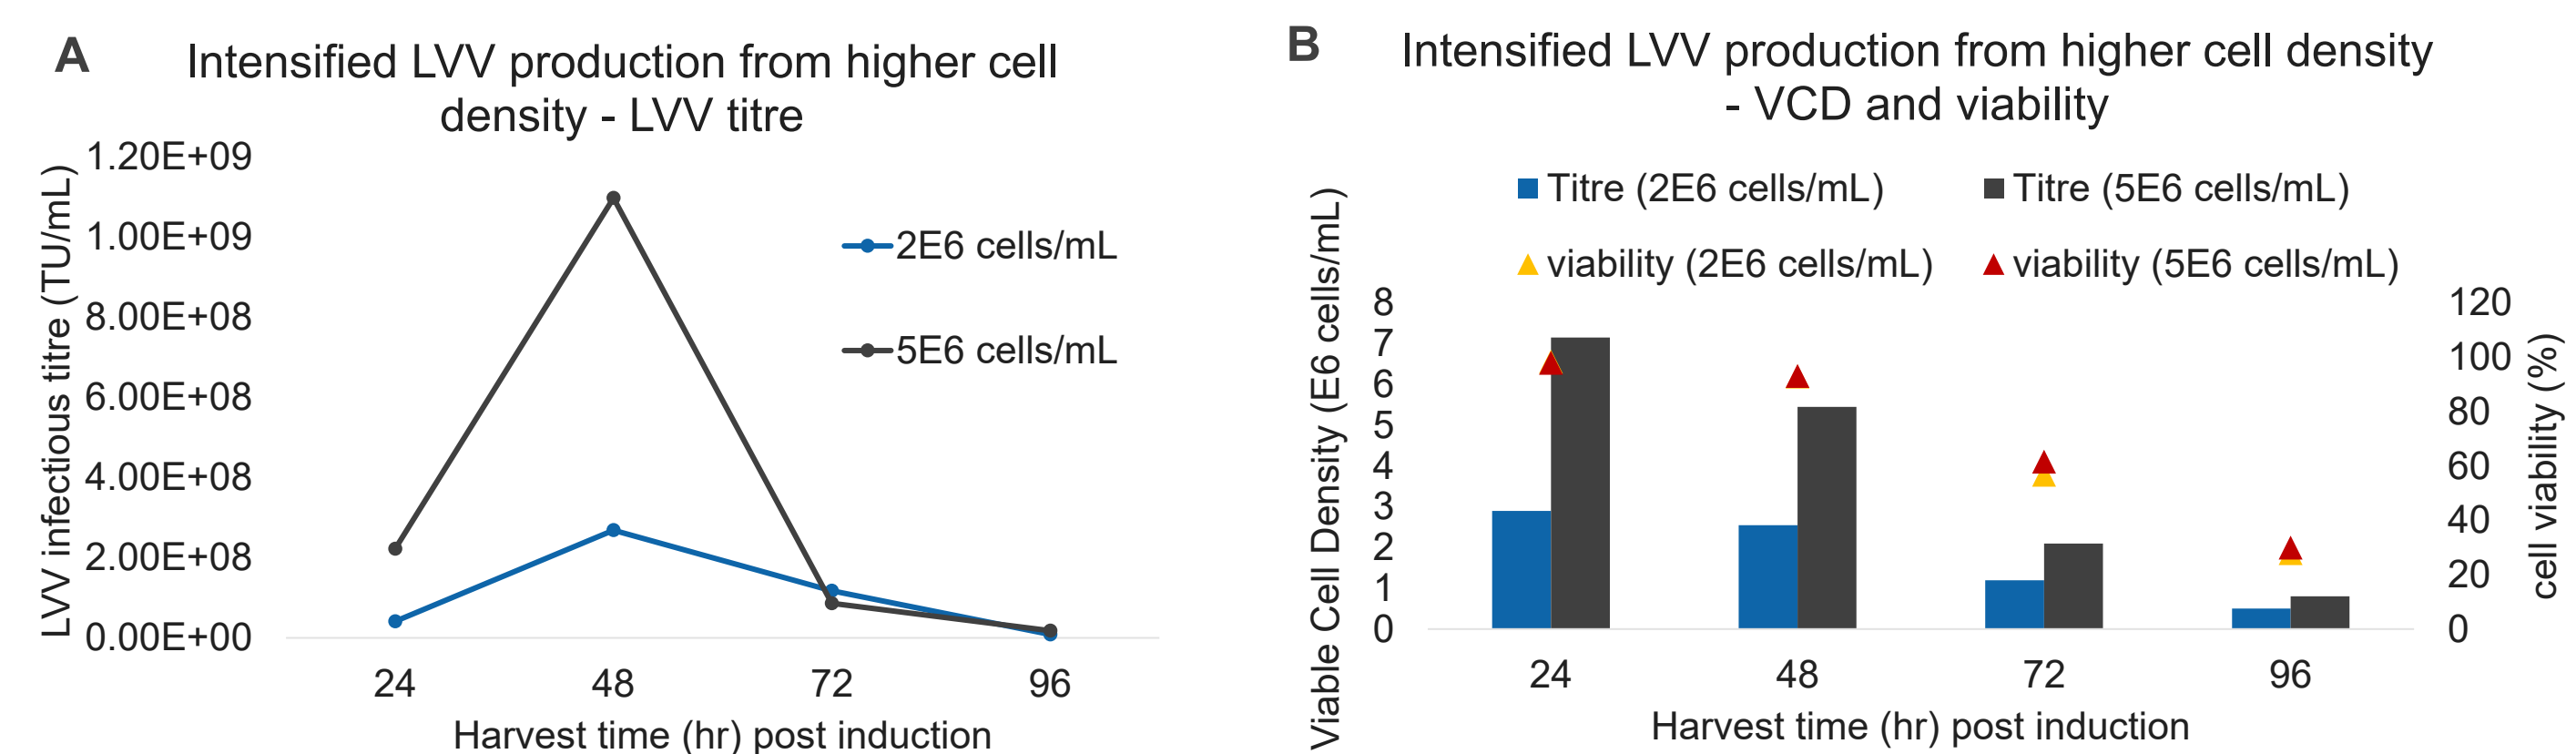 A
Intensified LVV production from higher cell
density - LVV titre
LVV infectious titre (TU/mL)
1.20E+09
1.00E+09
8.00E+08
6.00E+08
4.00E+08
2.00E+08
0.00E+00
2E6 cells/mL
5E6 cells/mL
24 48 72 96
Harvest time (hr) post induction
B
Intensified LVV production from higher cell density
- VCD and viability
Titre (2E6 cells/mL) Titre (5E6 cells/mL)
viability (2E6 cells/mL) viability (5E6 cells/mL)
Viable Cell Density (E6 cells/mL)
8
7
6
5
4
3
2
1
0
120
100
80
60
40
20
0
cell viability (%)
24 48 72 96
Harvest time (hr) post induction